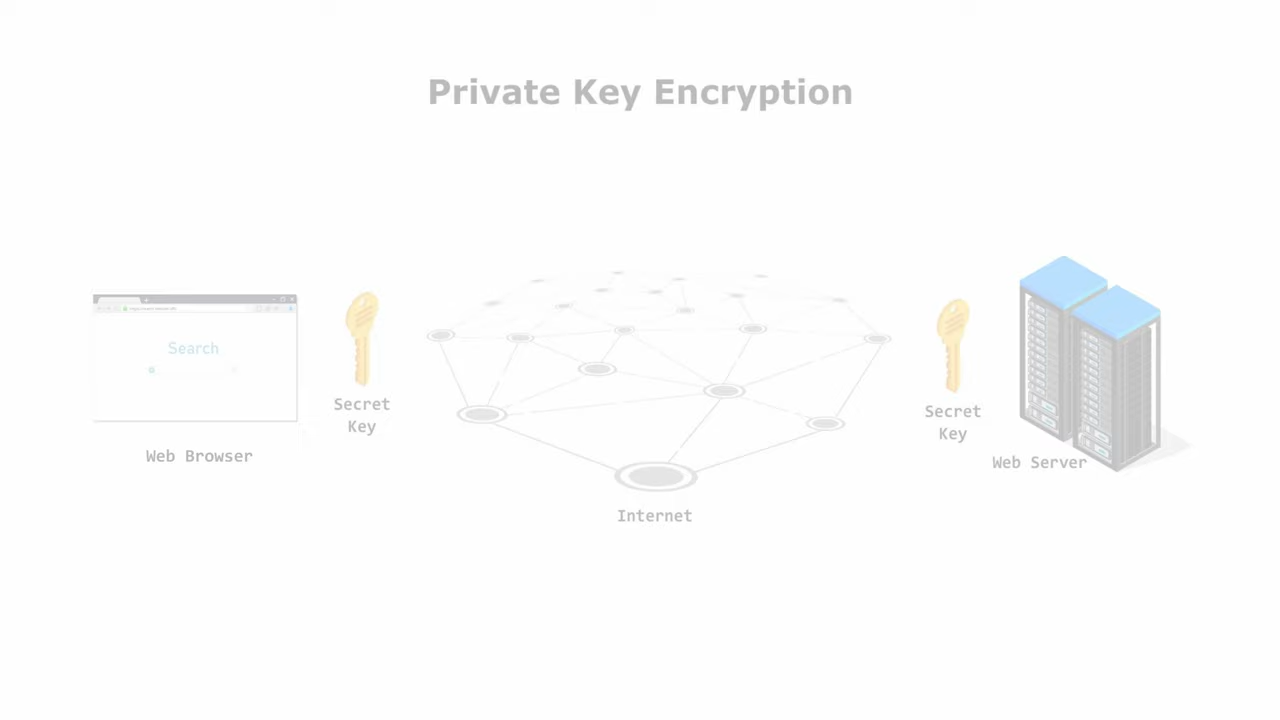 Private Key Encryption
Search
Secret
Key
Secret
Key
Web Browser
Web Server
Internet